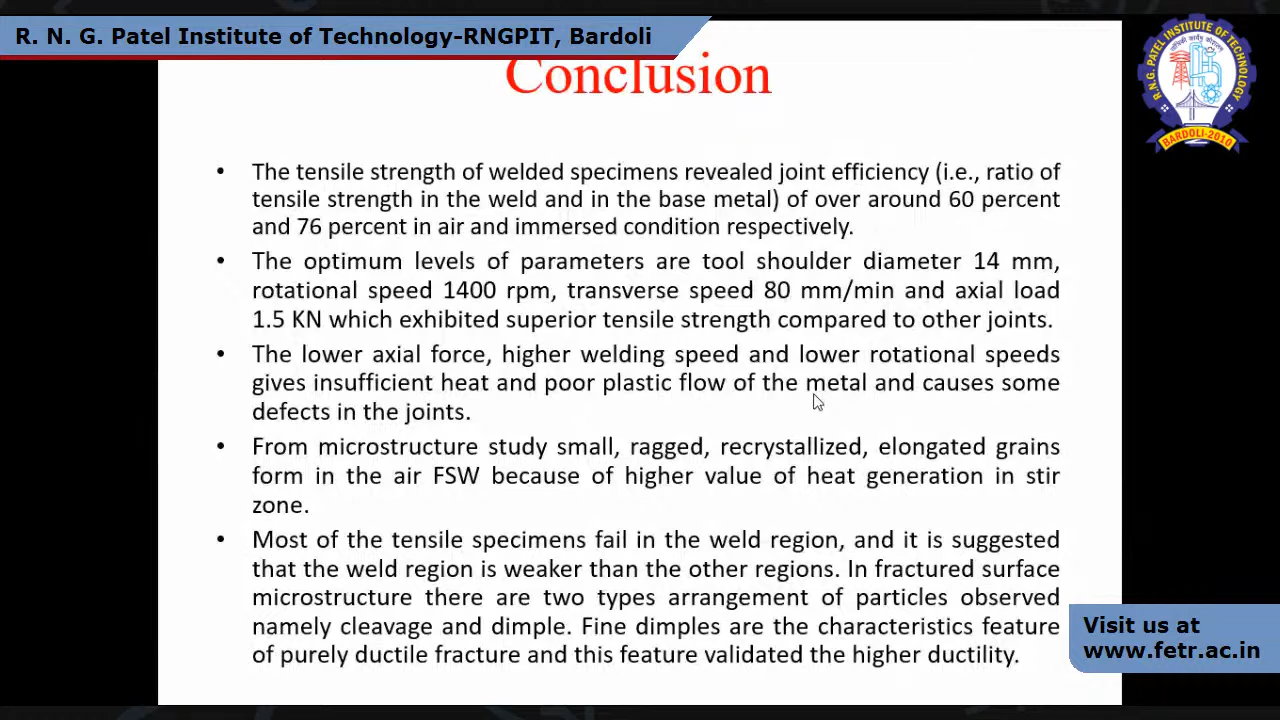 R. N. G. Patel Institute of Technology-RNGPIT, Bardoli
R.N.G. PATEL INSTITUTE OF TECHNOLOGY
BARDOLI-2010
Conclusion
• The tensile strength of welded specimens revealed joint efficiency (i.e., ratio of
tensile strength in the weld and in the base metal) of over around 60 percent
and 76 percent in air and immersed condition respectively.
• The optimum levels of parameters are tool shoulder diameter 14 mm,
rotational speed 1400 rpm, transverse speed 80 mm/min and axial load
1.5 KN which exhibited superior tensile strength compared to other joints.
• The lower axial force, higher welding speed and lower rotational speeds
gives insufficient heat and poor plastic flow of the metal and causes some
defects in the joints.
• From microstructure study small, ragged, recrystallized, elongated grains
form in the air FSW because of higher value of heat generation in stir
zone.
• Most of the tensile specimens fail in the weld region, and it is suggested
that the weld region is weaker than the other regions. In fractured surface
microstructure there are two types arrangement of particles observed
namely cleavage and dimple. Fine dimples are the characteristics feature
of purely ductile fracture and this feature validated the higher ductility.
Visit us at
www.fetr.ac.in